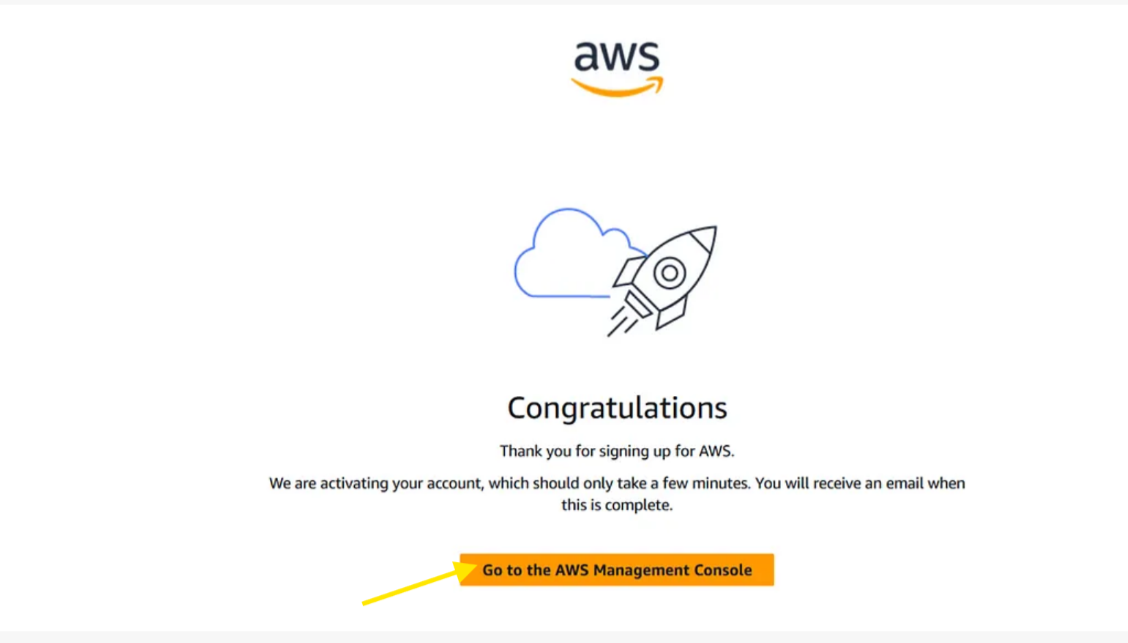 aws
Congratulations
Thank you for signing up for AWS.
We are activating your account, which should only take a few minutes. You will receive an email when
this is complete.
Go to the AWS Management Console